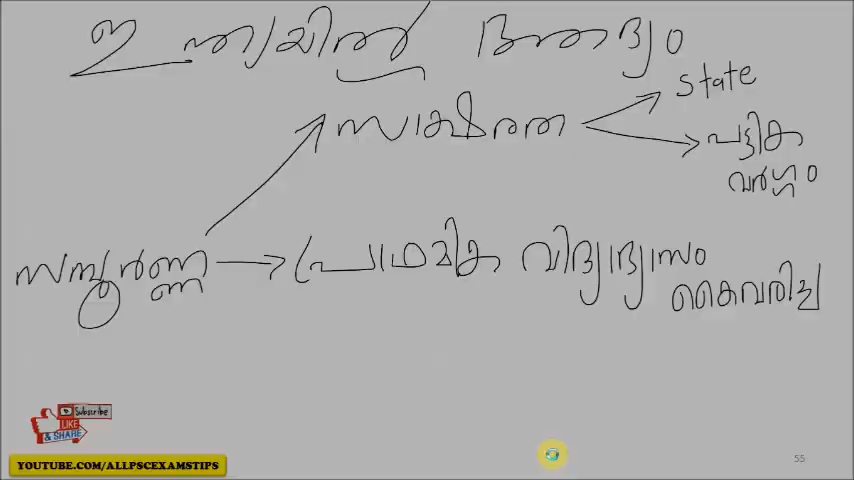 ഇന്ത്യയിൽ ആദ്യം
state
സാക്ഷരത
പട്ടിക
വർഗ്ഗം
സമ്പൂർണ്ണ പ്രാഥമിക വിദ്യാഭ്യാസം
കൈവരിച്ച
Subscribe
LIKE
& SHARE
YOUTUBE.COM/ALLPSCEXAMSTIPS
55